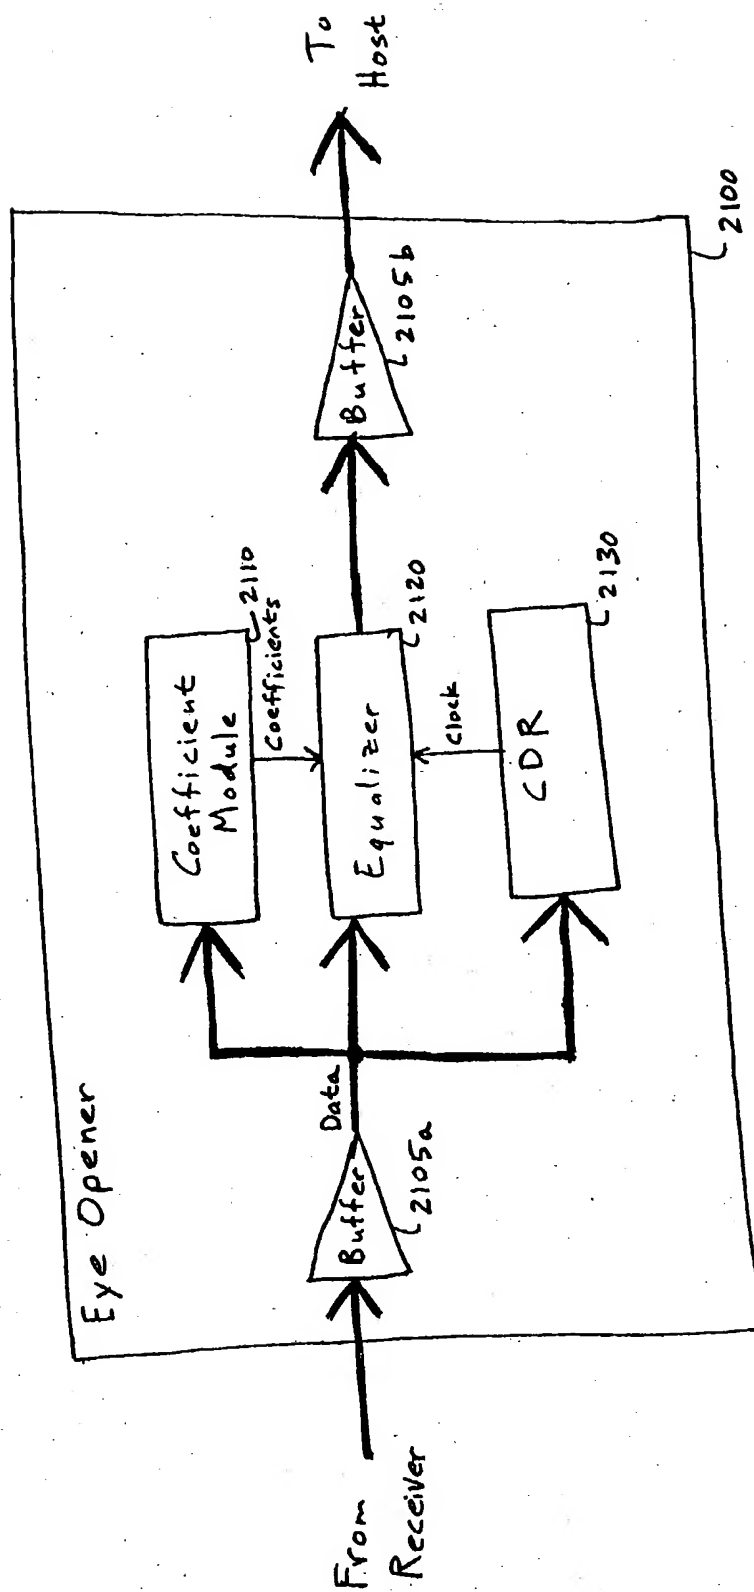 Eye Opener
From
Receiver
Buffer
2105a
Data
Coefficient
Module
2110
Coefficients
Equalizer
2120
Clock
CDR
2130
Buffer
2105b
To
Host
2100